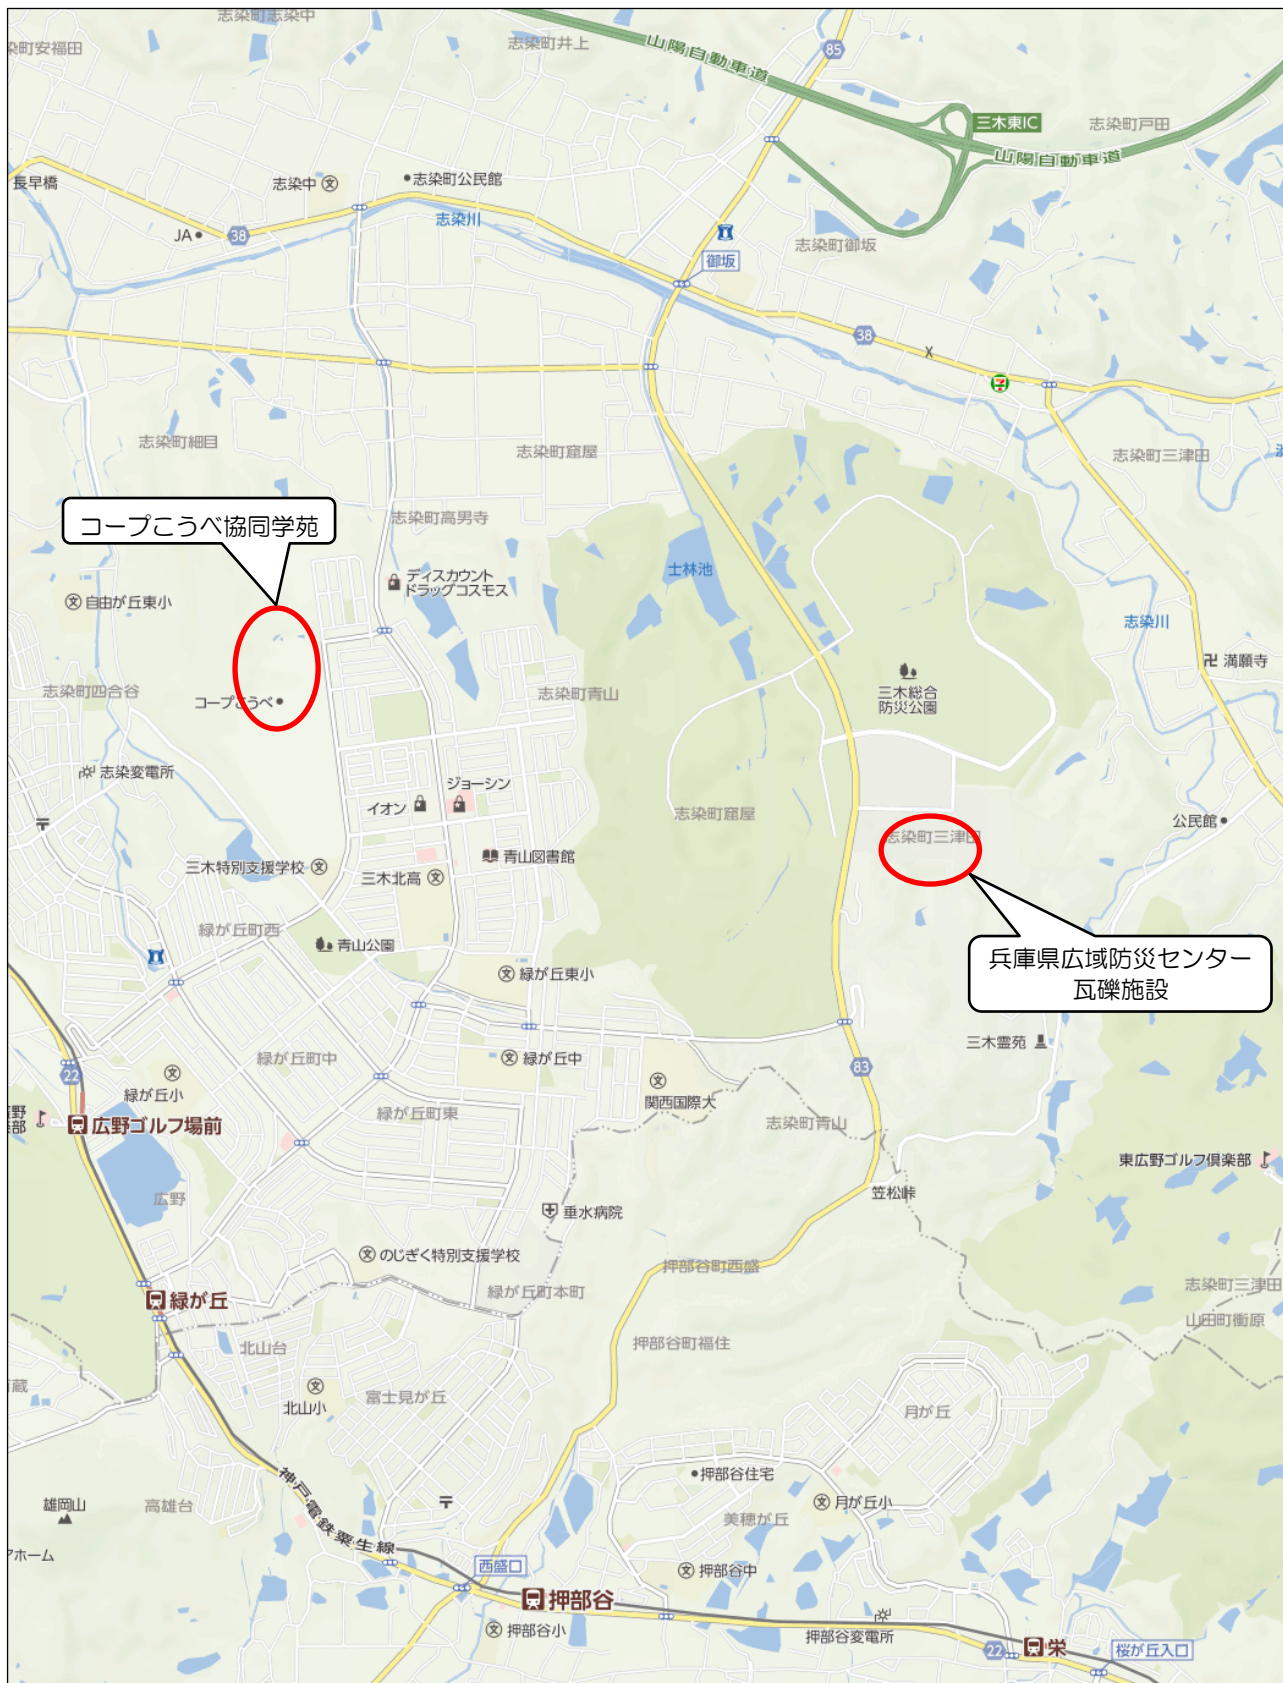 志染町志染中
染町安福田
志染町井上
山陽自動車道
85
三木東IC
志染町戸田
山陽自動車道
長早橋
志染中
志染町公民館
志染川
JA
38
御坂
志染町御坂
38
X
志染町細目
志染町窟屋
志染町三津田
コープこうべ協同学苑
志染町高男寺
士林池
ディスカウント
ドラッグコスモス
自由が丘東小
志染川
満願寺
志染町四合谷
コープこうべ
志染町青山
三木総合
防災公園
志染変電所
ジョーシン
イオン
志染町窟屋
志染町三津田
公民館
三木特別支援学校
三木北高
青山図書館
緑が丘町西
青山公園
緑が丘東小
兵庫県広域防災センター
瓦礫施設
三木霊苑
緑が丘町中
緑が丘中
22
緑が丘小
83
関西国際大
緑が丘町東
志染町青山
広野ゴルフ場前
東広野ゴルフ倶楽部
広野
笠松峠
垂水病院
のじぎく特別支援学校
押部谷町西盛
緑が丘町本町
志染町三津田
緑が丘
山田町衝原
北山台
押部谷町福住
北山小
富士見が丘
月が丘
雄岡山
高雄台
神戸電鉄粟生線
押部谷住宅
月が丘小
美穂が丘
アホーム
西盛口
押部谷中
押部谷
押部谷小
押部谷変電所
22
栄
桜が丘入口